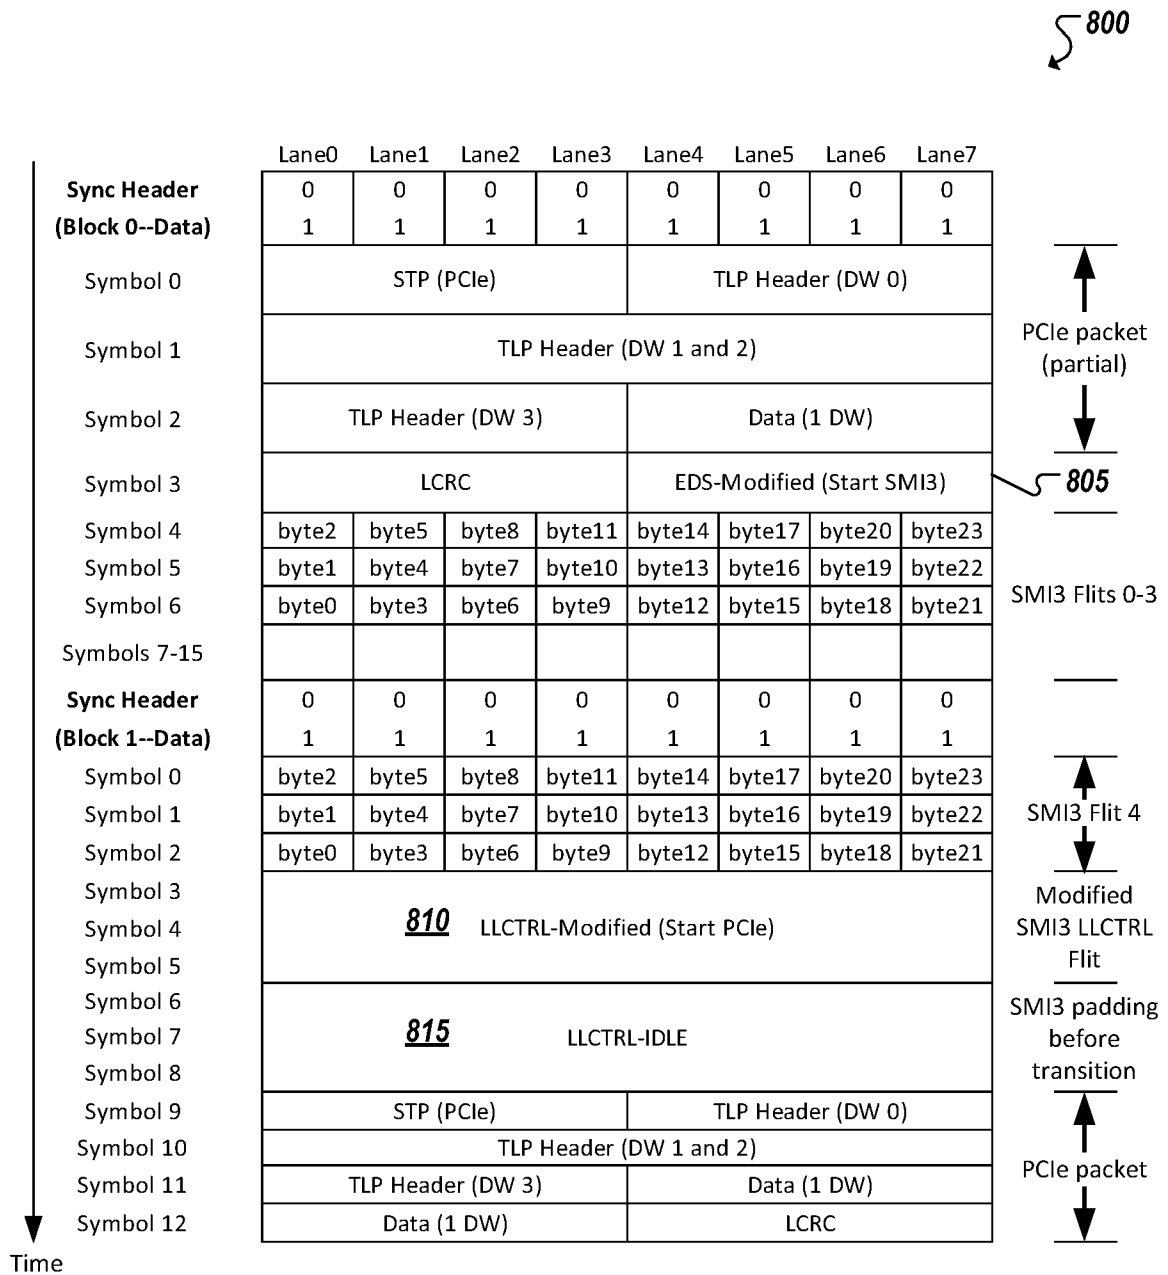 800
Lane0 Lane1 Lane2 Lane3 Lane4 Lane5 Lane6 Lane7
Sync Header 0 0 0 0 0 0 0 0
(Block 0--Data) 1 1 1 1 1 1 1 1
Symbol 0 STP (PCIe) TLP Header (DW 0)
Symbol 1 TLP Header (DW 1 and 2)
PCIe packet
(partial)
Symbol 2 TLP Header (DW 3) Data (1 DW)
Symbol 3 LCRC EDS-Modified (Start SMI3) 805
Symbol 4 byte2 byte5 byte8 byte11 byte14 byte17 byte20 byte23
Symbol 5 byte1 byte4 byte7 byte10 byte13 byte16 byte19 byte22
Symbol 6 byte0 byte3 byte6 byte9 byte12 byte15 byte18 byte21
SMI3 Flits 0-3
Symbols 7-15
Sync Header 0 0 0 0 0 0 0 0
(Block 1--Data) 1 1 1 1 1 1 1 1
Symbol 0 byte2 byte5 byte8 byte11 byte14 byte17 byte20 byte23
Symbol 1 byte1 byte4 byte7 byte10 byte13 byte16 byte19 byte22 SMI3 Flit 4
Symbol 2 byte0 byte3 byte6 byte9 byte12 byte15 byte18 byte21
Symbol 3 Modified
Symbol 4 810 LLCTRL-Modified (Start PCIe) SMI3 LLCTRL
Symbol 5 Flit
Symbol 6 SMI3 padding
Symbol 7 815 LLCTRL-IDLE before
Symbol 8 transition
Symbol 9 STP (PCIe) TLP Header (DW 0)
Symbol 10 TLP Header (DW 1 and 2)
PCIe packet
Symbol 11 TLP Header (DW 3) Data (1 DW)
Symbol 12 Data (1 DW) LCRC
Time